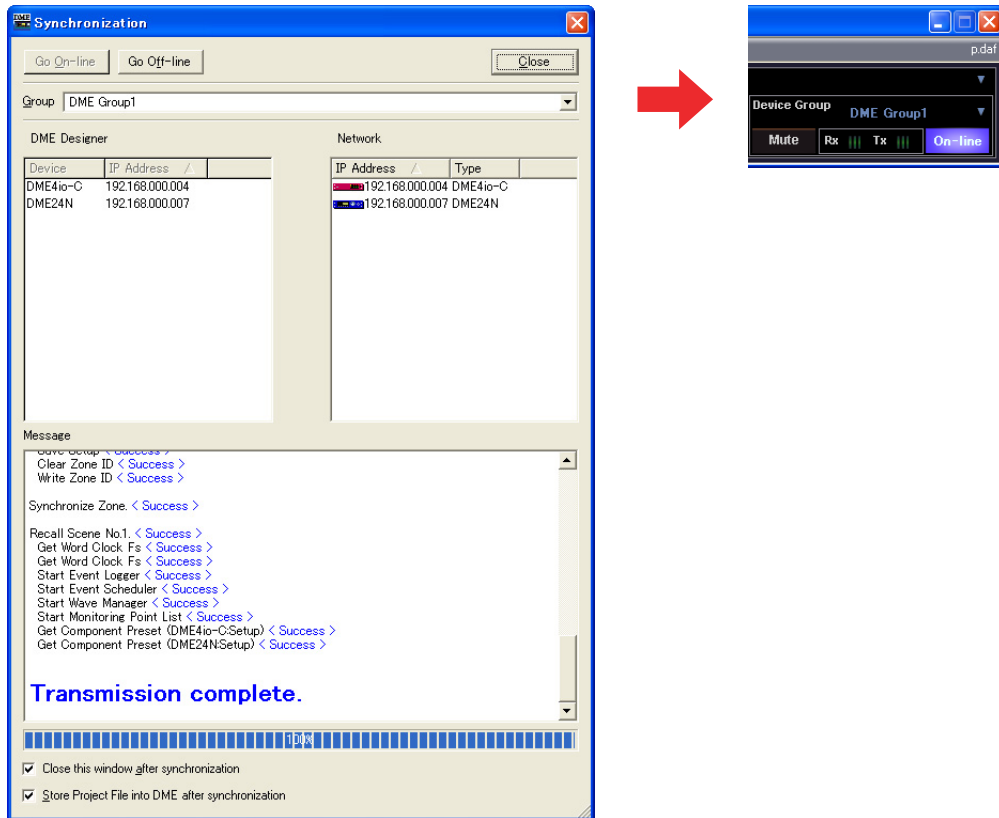 DME
Synchronization
Go On-line
Go Off-line
Close
Group
DME Group1
DME Designer
Network
Device
IP Address
DME4io-C
192.168.000.004
DME24N
192.168.000.007
IP Address
Type
192.168.000.004
DME4io-C
192.168.000.007
DME24N
Message
Save Setup < Success >
Clear Zone ID < Success >
Write Zone ID < Success >
Synchronize Zone. < Success >
Recall Scene No.1. < Success >
Get Word Clock Fs < Success >
Get Word Clock Fs < Success >
Start Event Logger < Success >
Start Event Scheduler < Success >
Start Wave Manager < Success >
Start Monitoring Point List < Success >
Get Component Preset (DME4io-C:Setup) < Success >
Get Component Preset (DME24N:Setup) < Success >
Transmission complete.
100%
Close this window after synchronization
Store Project File into DME after synchronization
p.daf
Device Group
DME Group1
Mute
Rx
Tx
On-line